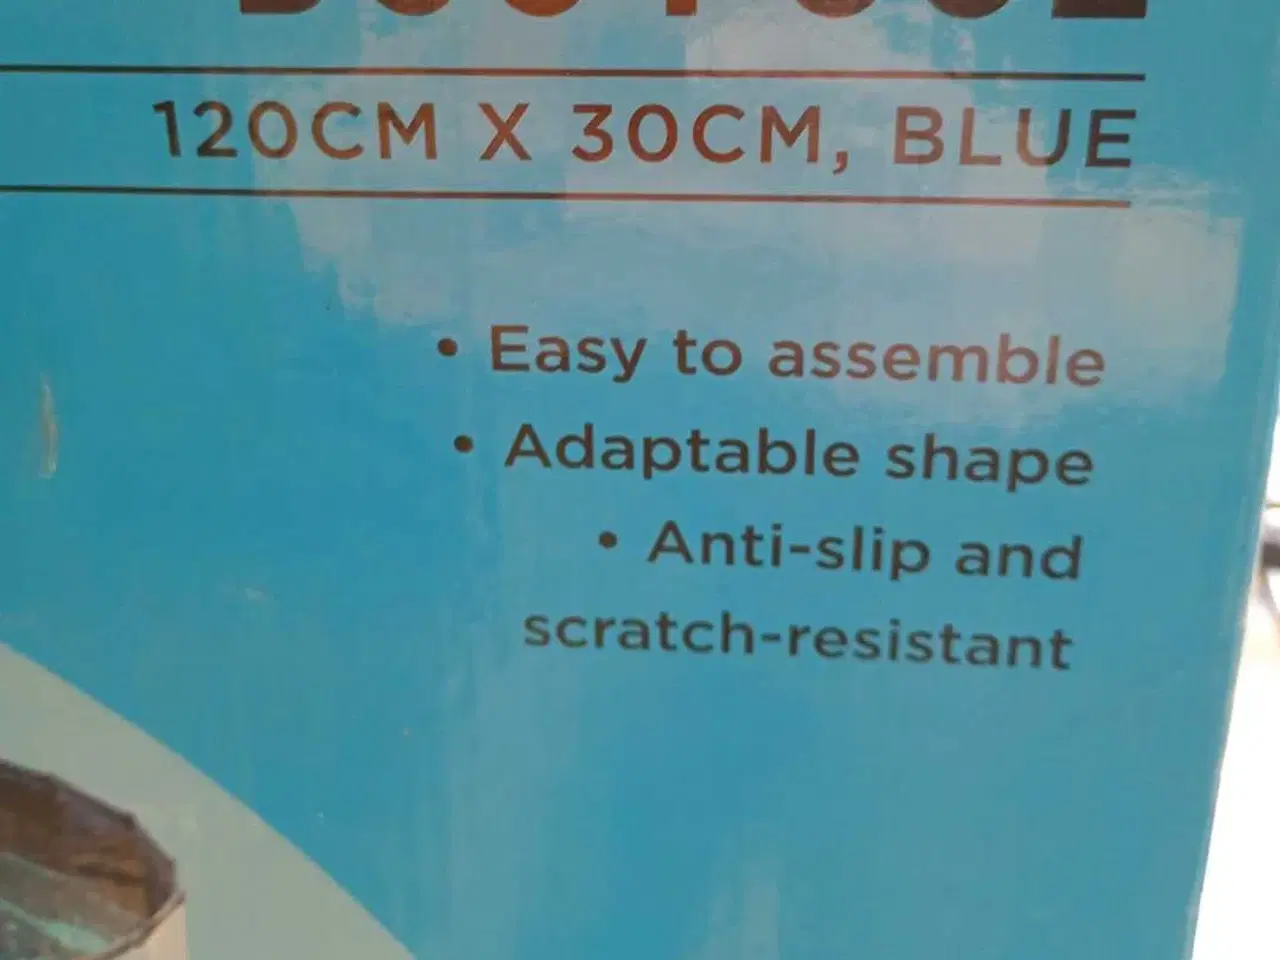 120CM X 30CM, BLUE
• Easy to assemble
• Adaptable shape
• Anti-slip and
scratch-resistant